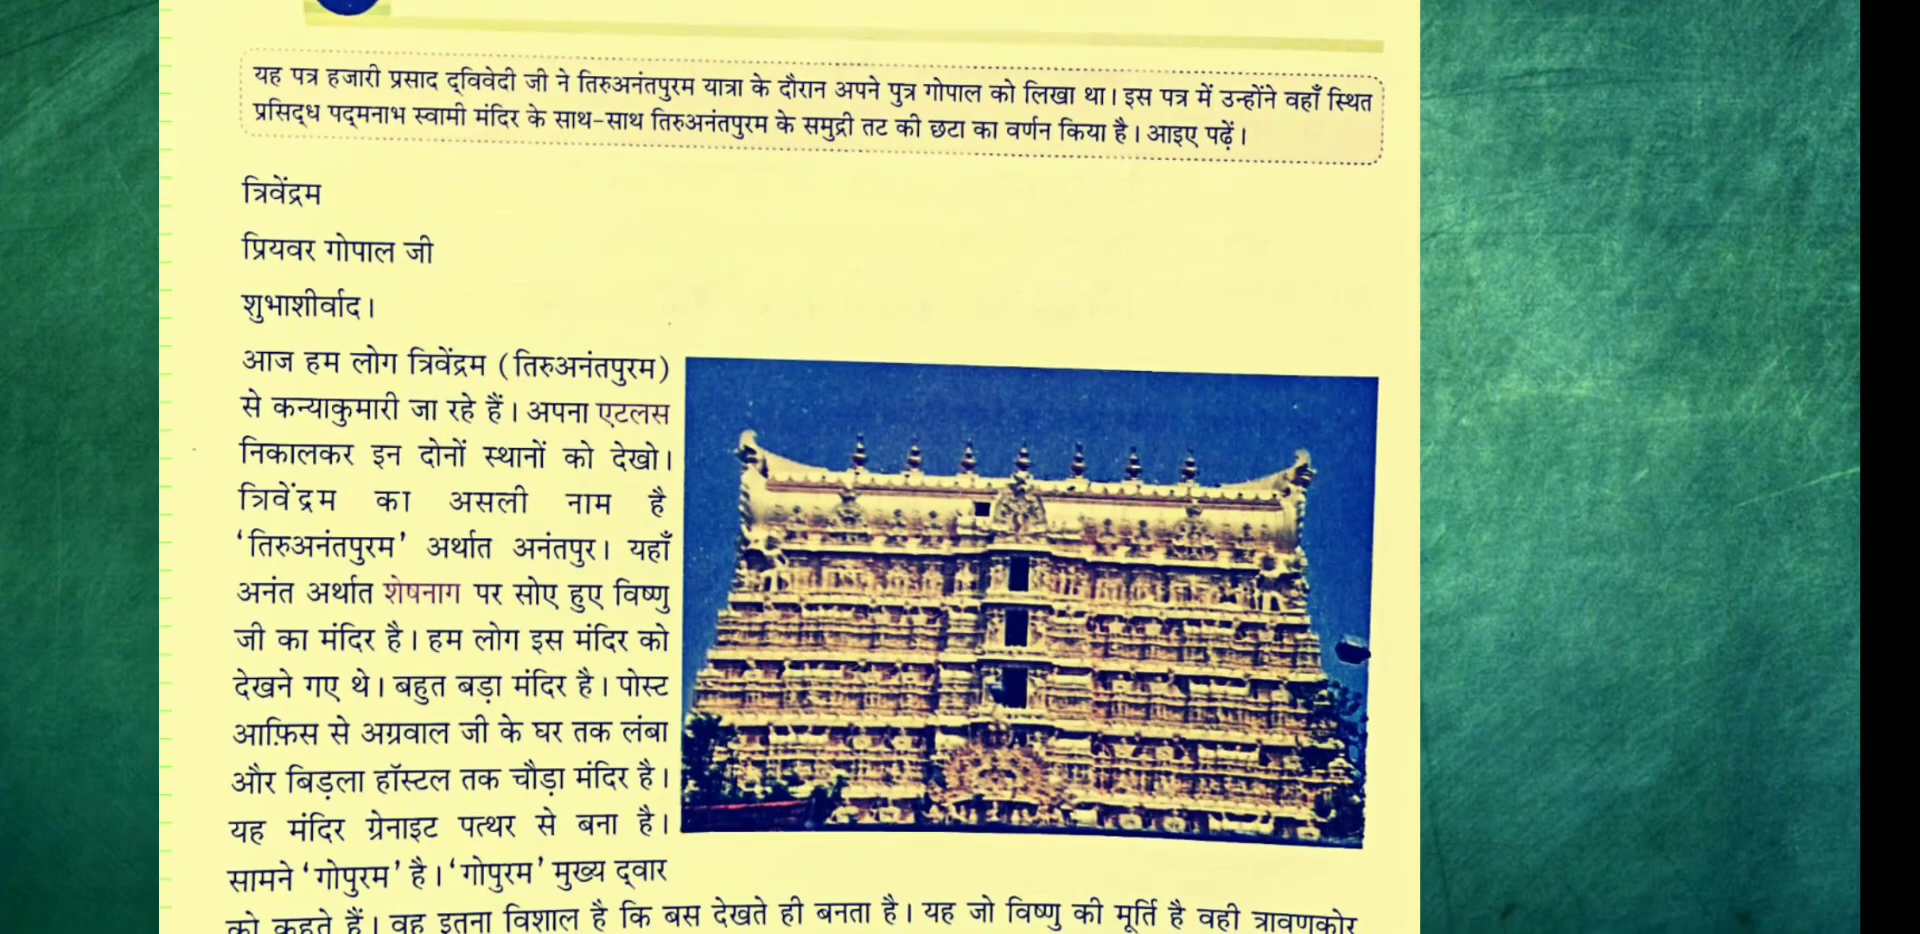 यह पत्र हजारी प्रसाद द्‌विवेदी जी ने तिरुअनंतपुरम यात्रा के दौरान अपने पुत्र गोपाल को लिखा था। इस पत्र में उन्होंने वहाँ स्थित
प्रसिद्‌ध पद्‌मनाभ स्वामी मंदिर के साथ-साथ तिरुअनंतपुरम के समुद्री तट की छटा का वर्णन किया है। आइए पढ़ें।
त्रिवेंद्रम
प्रियवर गोपाल जी
शुभाशीर्वाद।
आज हम लोग त्रिवेंद्रम (तिरुअनंतपुरम)
से कन्याकुमारी जा रहे हैं। अपना एटलस
निकालकर इन दोनों स्थानों को देखो।
त्रिवेंद्रम का असली नाम है
‘तिरुअनंतपुरम’ अर्थात अनंतपुर। यहाँ
अनंत अर्थात शेषनाग पर सोए हुए विष्णु
जी का मंदिर है। हम लोग इस मंदिर को
देखने गए थे। बहुत बड़ा मंदिर है। पोस्ट
आफ़िस से अग्रवाल जी के घर तक लंबा
और बिड़ला हॉस्टल तक चौड़ा मंदिर है।
यह मंदिर ग्रेनाइट पत्थर से बना है।
सामने ‘गोपुरम’ है। ‘गोपुरम’ मुख्य द्‌वार
को कहते हैं। वह इतना विशाल है कि बस देखते ही बनता है। यह जो विष्णु की मूर्ति है वही त्रावणकोर